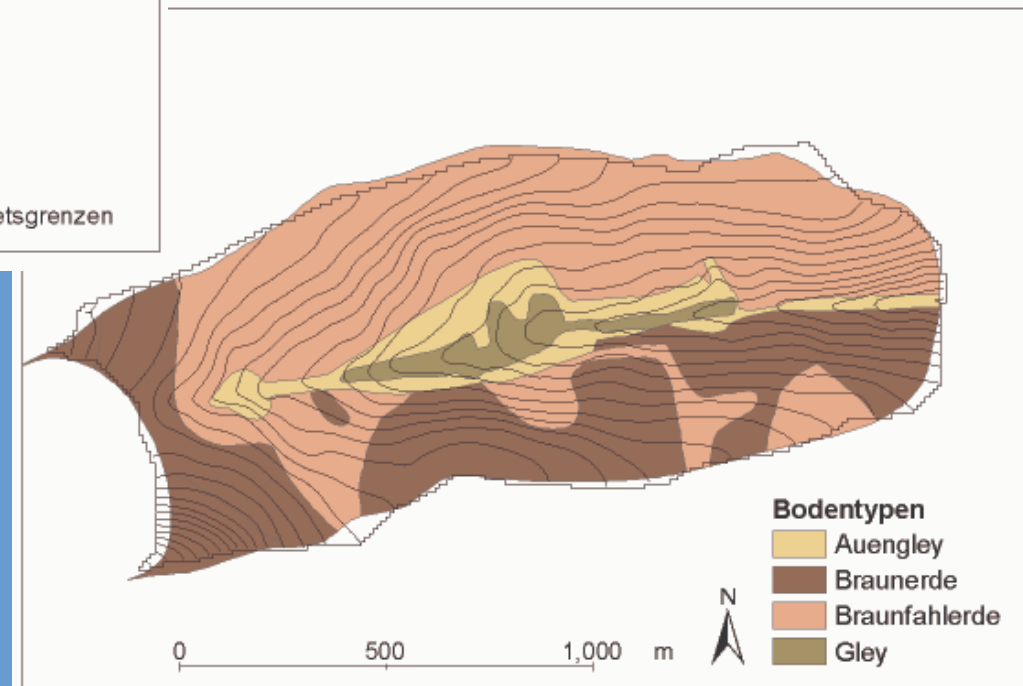 etsgrenzen
Bodentypen
Auengley
Braunerde
Braunfahlerde
Gley
N
0 500 1,000 m